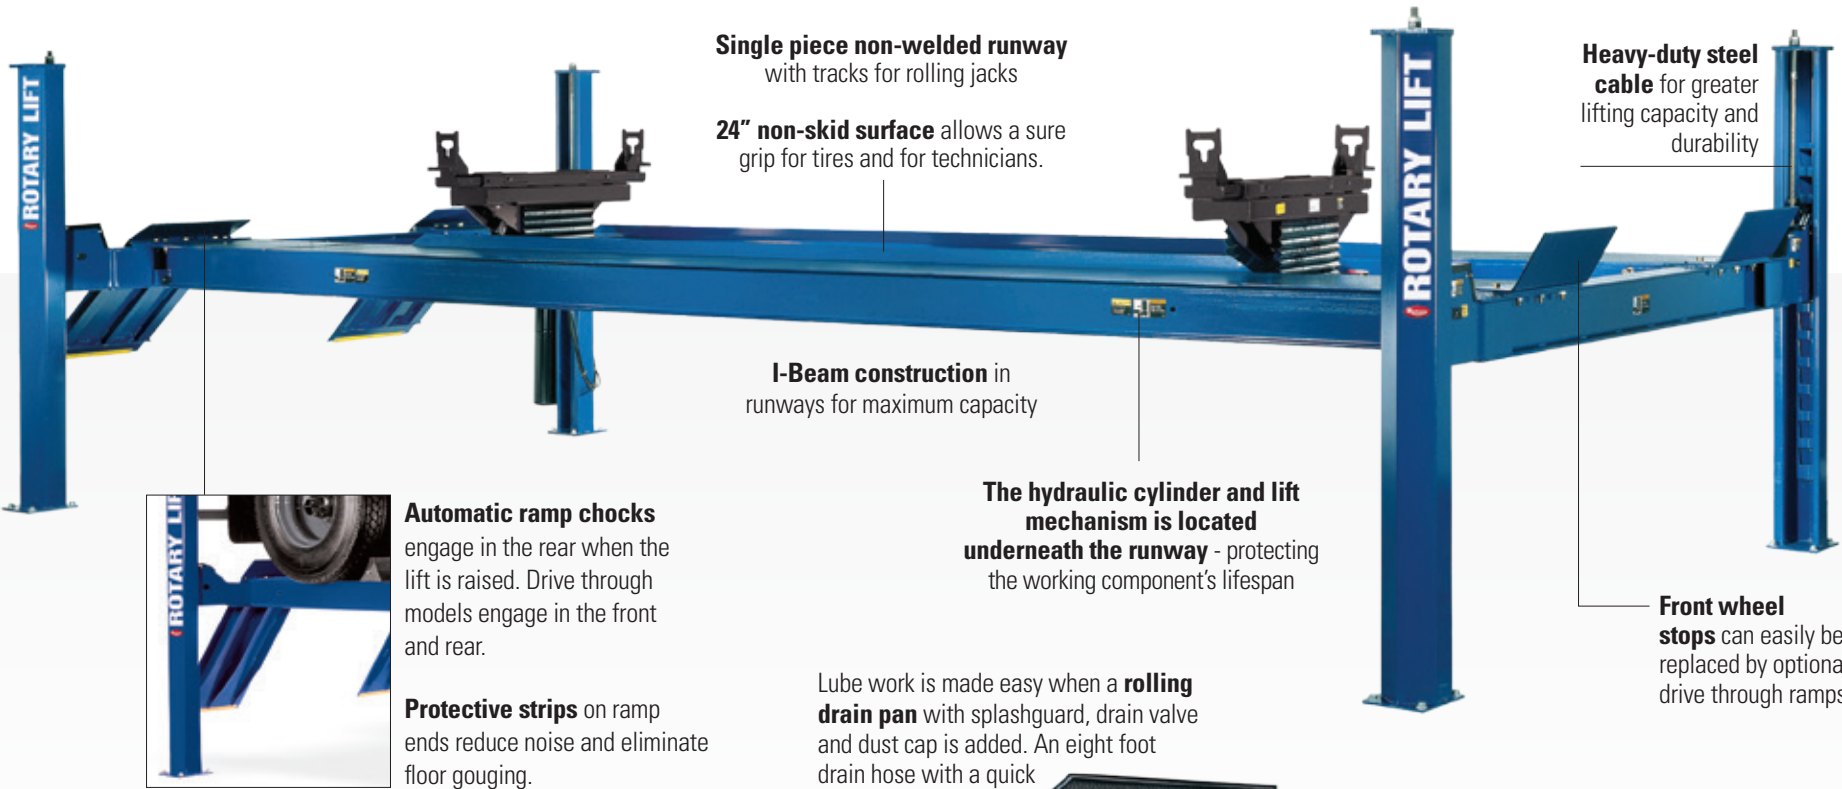 ROTARY LIFT
Single piece non-welded runway
with tracks for rolling jacks
24” non-skid surface allows a sure
grip for tires and for technicians.
ROTARY LIFT
Heavy-duty steel
cable for greater
lifting capacity and
durability
I-Beam construction in
runways for maximum capacity
The hydraulic cylinder and lift
mechanism is located
underneath the runway - protecting
the working component’s lifespan
Front wheel
stops can easily be
replaced by optiona
drive through ramps
ROTARY LIF
Automatic ramp chocks
engage in the rear when the
lift is raised. Drive through
models engage in the front
and rear.
Protective strips on ramp
ends reduce noise and eliminate
floor gouging.
Lube work is made easy when a rolling
drain pan with splashguard, drain valve
and dust cap is added. An eight foot
drain hose with a quick